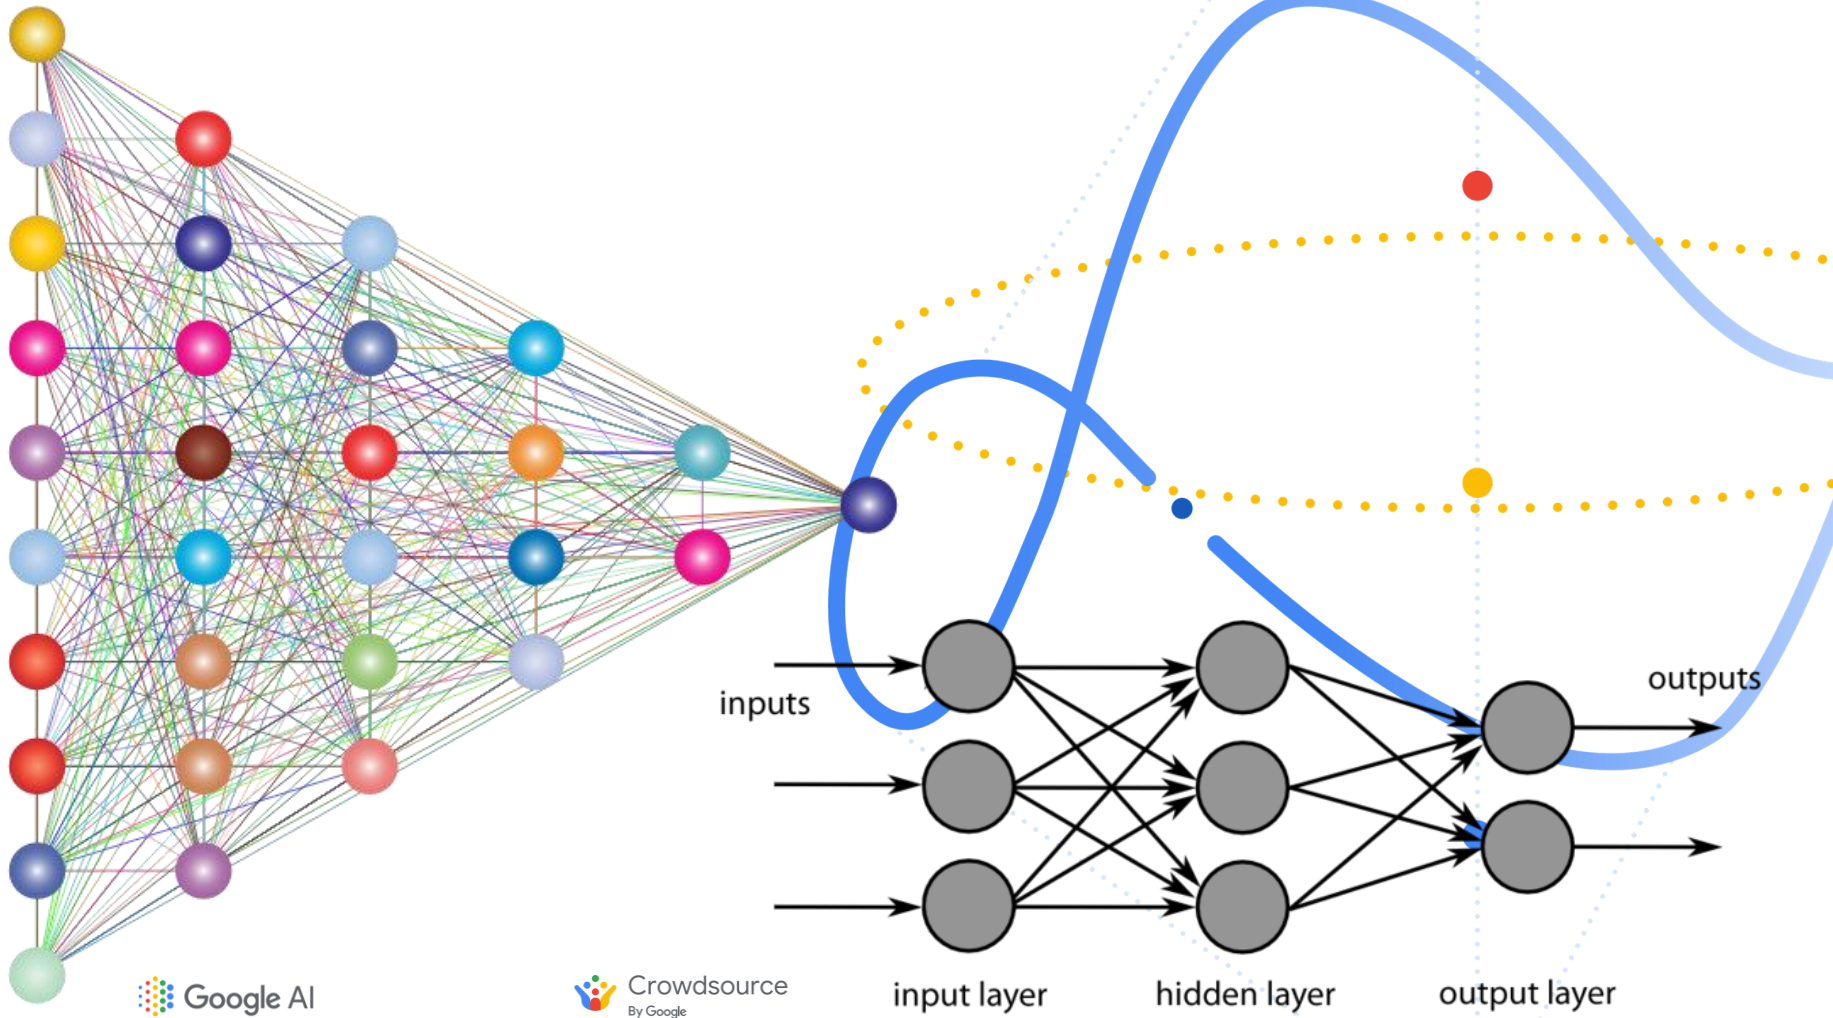 inputs
outputs
input layer
hidden layer
output layer
Google AI
Crowdsource
By Google